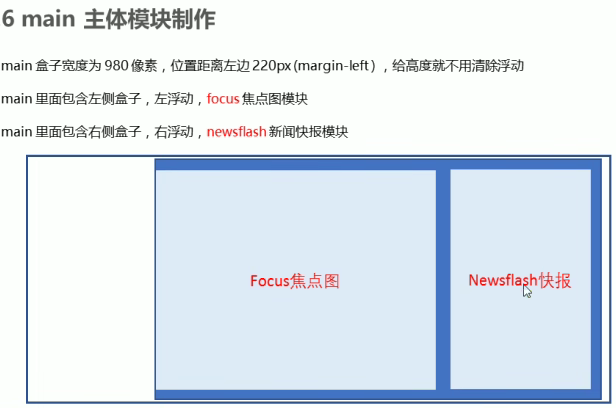 6 main 主体模块制作
main 盒子宽度为 980 像素，位置距离左边 220px (margin-left) ，给高度就不用清除浮动
main 里面包含左侧盒子，左浮动，focus 焦点图模块
main 里面包含右侧盒子，右浮动，newsflash 新闻快报模块
Focus焦点图
Newsflash快报